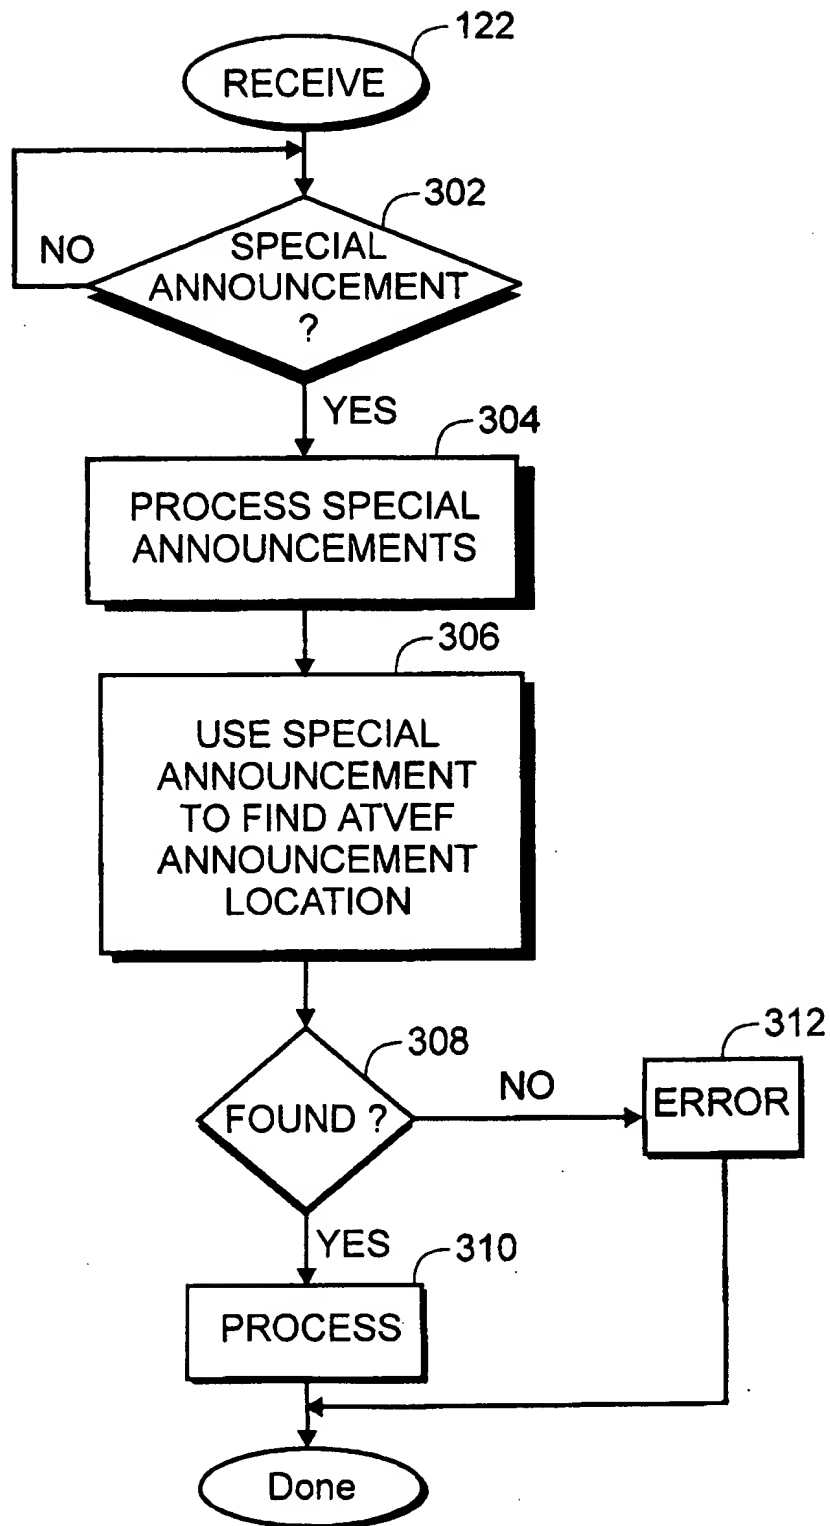 122
RECEIVE
302
NO
SPECIAL
ANNOUNCEMENT
?
YES
304
PROCESS SPECIAL
ANNOUNCEMENTS
306
USE SPECIAL
ANNOUNCEMENT
TO FIND ATVEF
ANNOUNCEMENT
LOCATION
308
FOUND ?
NO
312
ERROR
YES
310
PROCESS
Done